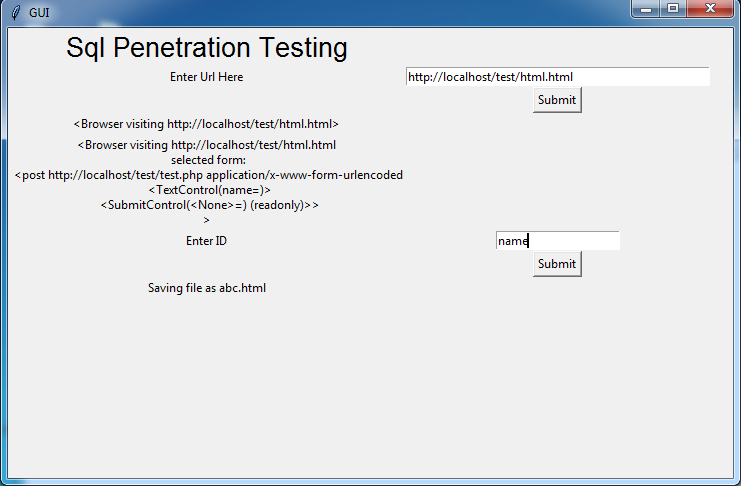 GUI
Sql Penetration Testing
Enter Url Here
http://localhost/test/html.html
Submit
<Browser visiting http://localhost/test/html.html>
<Browser visiting http://localhost/test/html.html
selected form:
<post http://localhost/test/test.php application/x-www-form-urlencoded
<TextControl(name=)>
<SubmitControl(<None>=) (readonly)>>
>
Enter ID
name
Submit
Saving file as abc.html